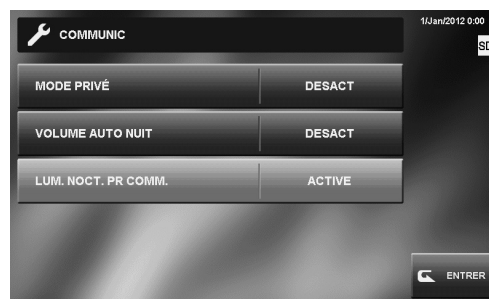 1/Jan/2012 0:00
COMMUNIC
SD
MODE PRIVÉ DESACT
VOLUME AUTO NUIT DESACT
LUM. NOCT. PR COMM. ACTIVE
ENTRER